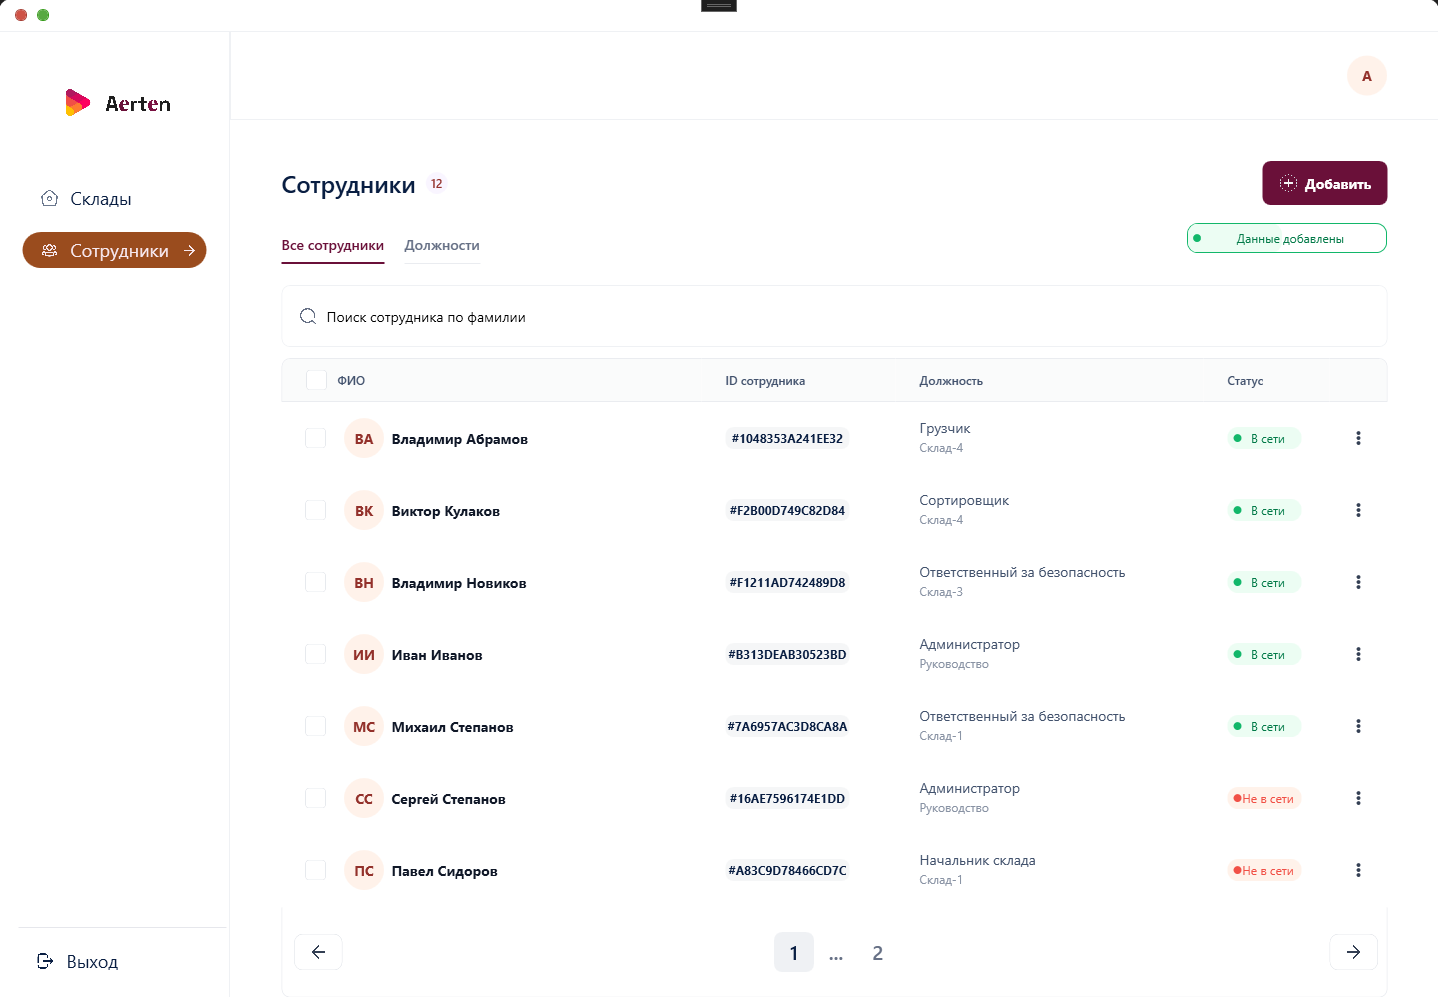 Aerten
A
Склады
Сотрудники
Сотрудники 12
Добавить
Все сотрудники Должности
Данные добавлены
Поиск сотрудника по фамилии
ФИО ID сотрудника Должность Статус
ВА Владимир Абрамов #1048353A241EE32 Грузчик В сети
Склад-4
ВК Виктор Кулаков #F2B00D749C82D84 Сортировщик В сети
Склад-4
ВН Владимир Новиков #F1211AD742489D8 Ответственный за безопасность В сети
Склад-3
ИИ Иван Иванов #B313DEAB30523BD Администратор В сети
Руководство
МС Михаил Степанов #7A6957AC3D8CA8A Ответственный за безопасность В сети
Склад-1
СС Сергей Степанов #16AE7596174E1DD Администратор Не в сети
Руководство
ПС Павел Сидоров #A83C9D78466CD7C Начальник склада Не в сети
Склад-1
1 ... 2
Выход